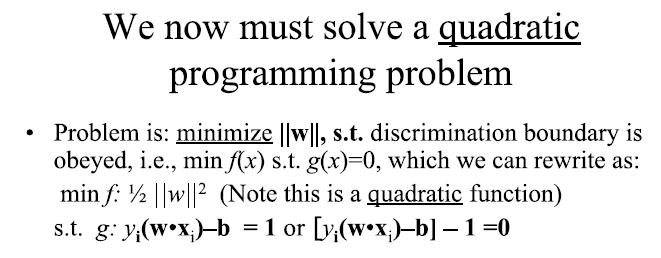 We now must solve a quadratic
programming problem
• Problem is: minimize ||w||, s.t. discrimination boundary is
obeyed, i.e., min f(x) s.t. g(x)=0, which we can rewrite as:
min f: ½ ||w||² (Note this is a quadratic function)
s.t. g: yᵢ(w•xᵢ)–b = 1 or [yᵢ(w•xᵢ)–b] – 1 =0